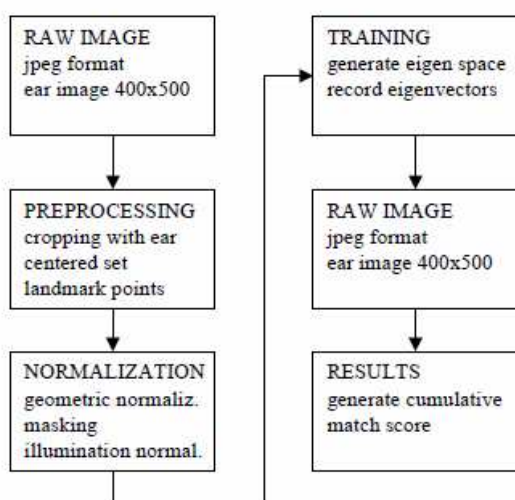 RAW IMAGE
jpeg format
ear image 400x500
PREPROCESSING
cropping with ear
centered set
landmark points
NORMALIZATION
geometric normaliz.
masking
illumination normal.
TRAINING
generate eigen space
record eigenvectors
RAW IMAGE
jpeg format
ear image 400x500
RESULTS
generate cumulative
match score